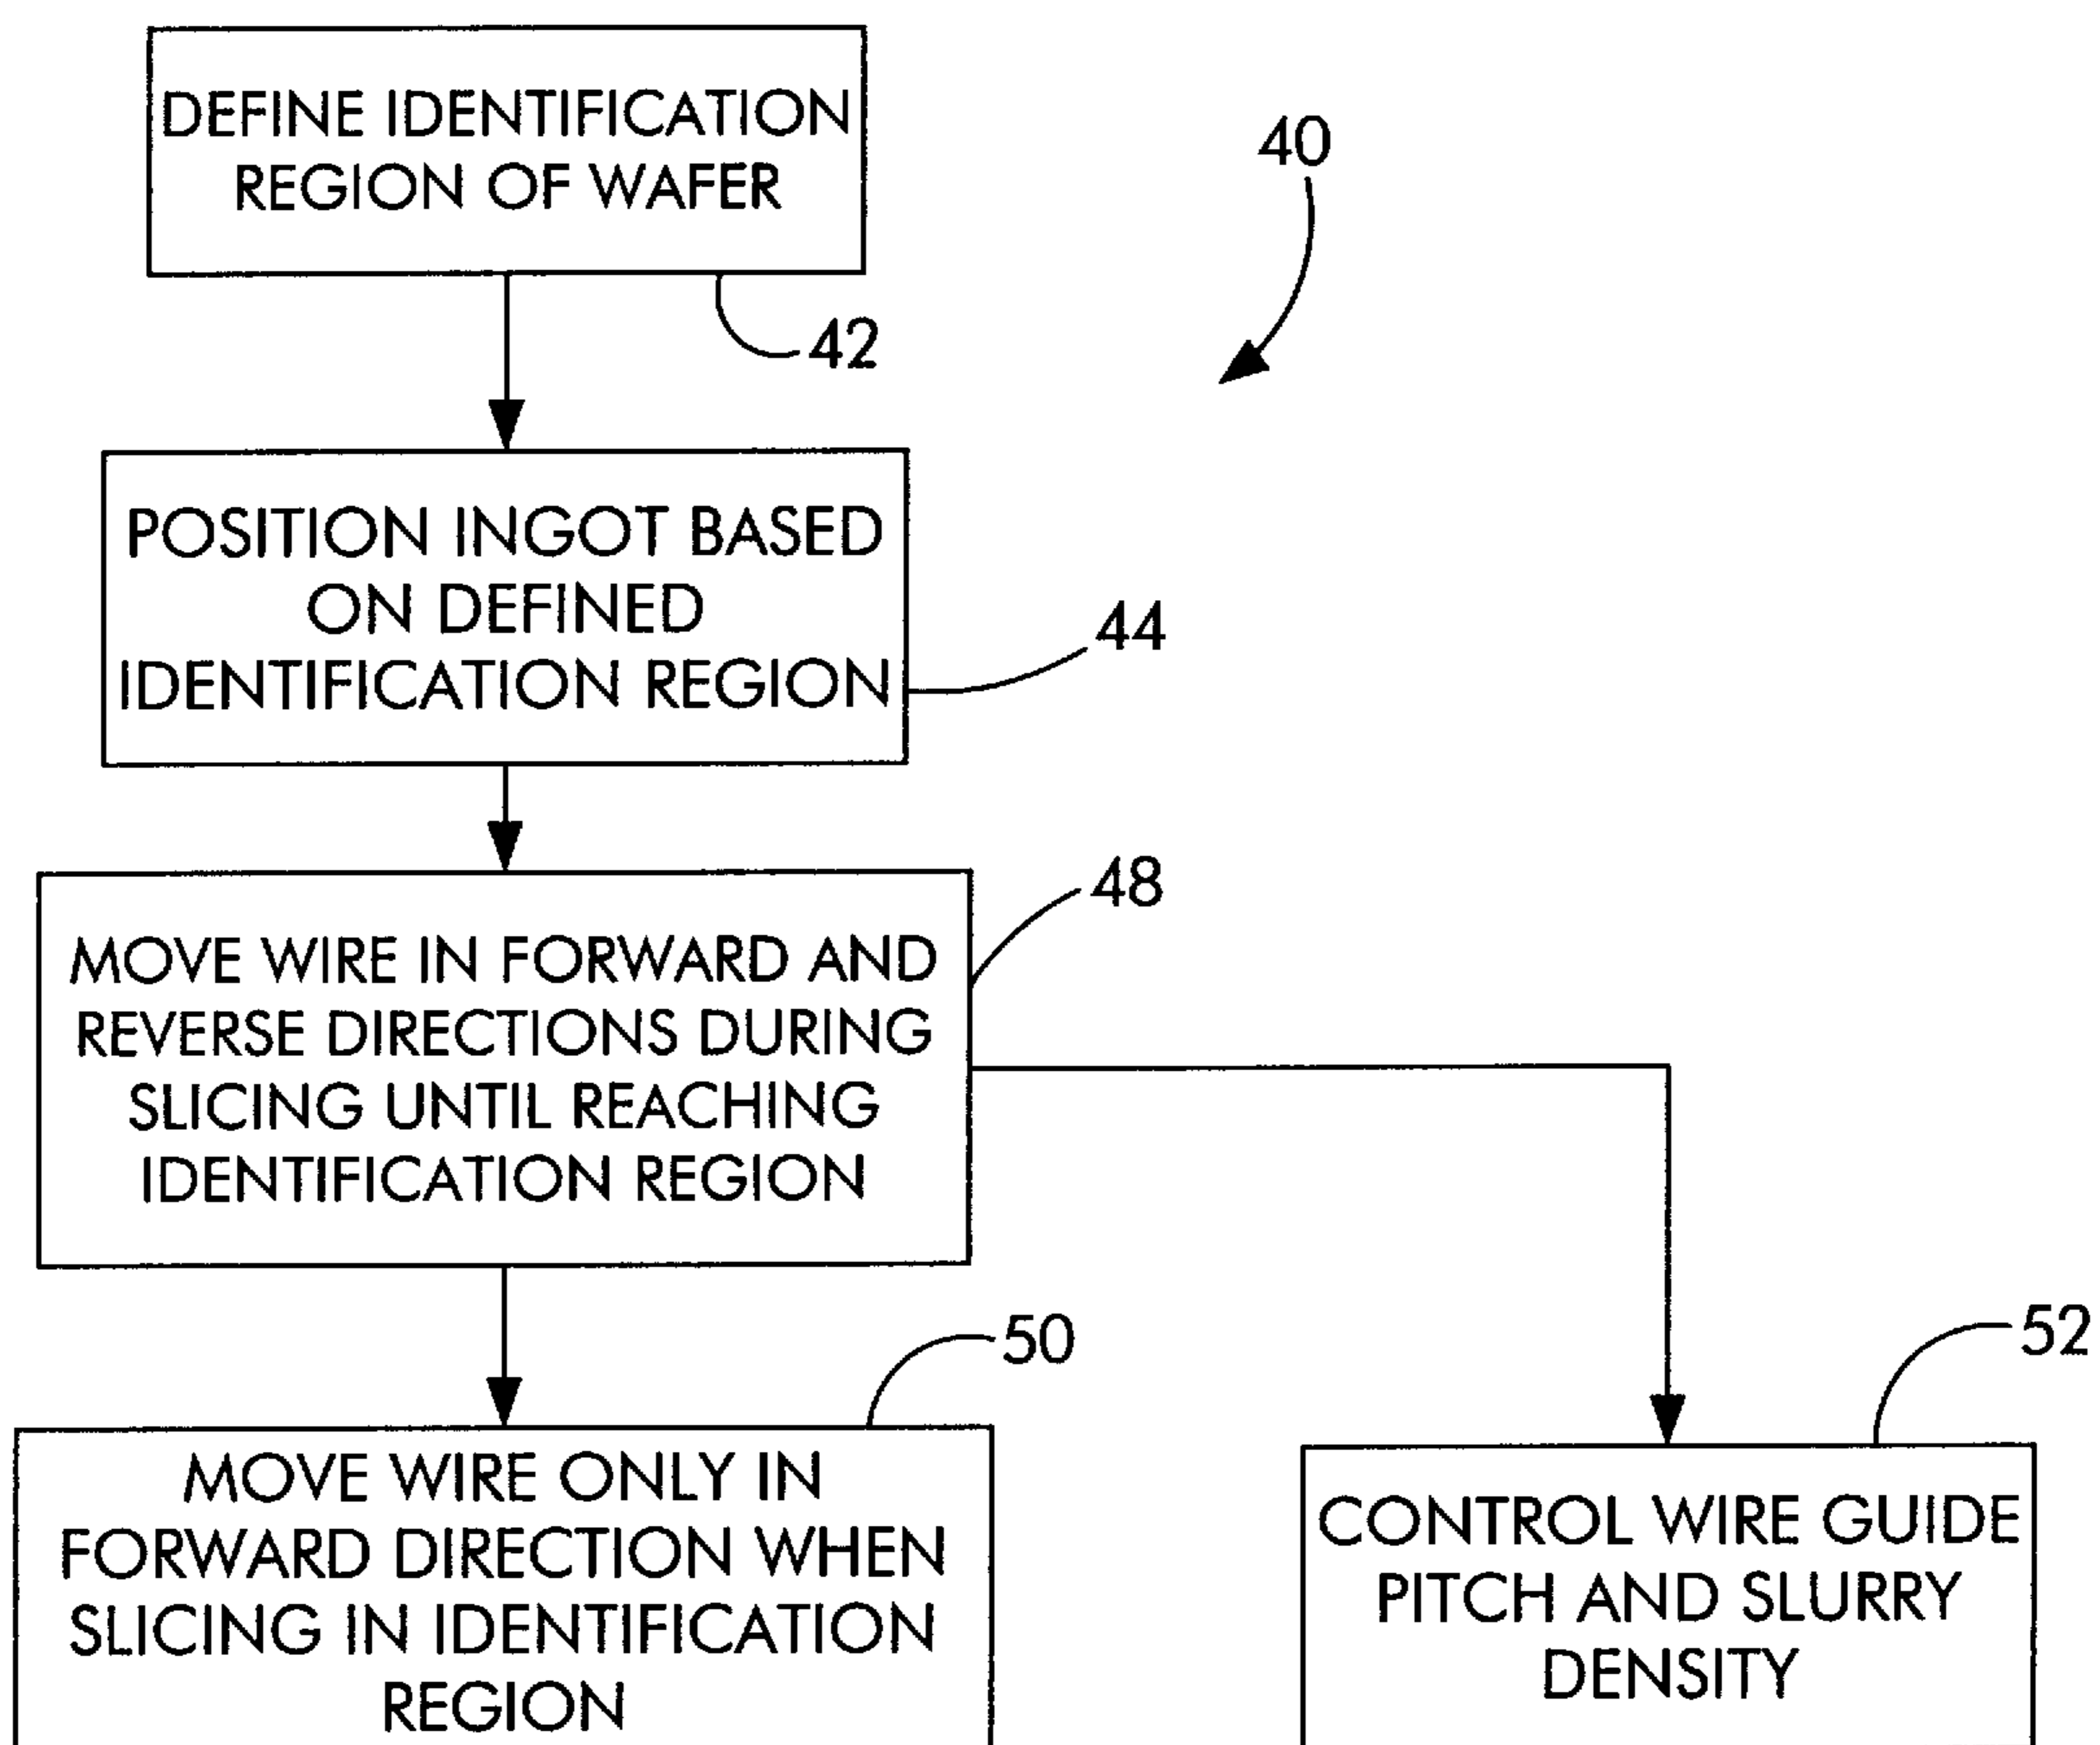 DEFINE IDENTIFICATION
REGION OF WAFER
40
42
POSITION INGOT BASED
ON DEFINED
IDENTIFICATION REGION
44
48
MOVE WIRE IN FORWARD AND
REVERSE DIRECTIONS DURING
SLICING UNTIL REACHING
IDENTIFICATION REGION
50
52
MOVE WIRE ONLY IN
FORWARD DIRECTION WHEN
SLICING IN IDENTIFICATION
REGION
CONTROL WIRE GUIDE
PITCH AND SLURRY
DENSITY